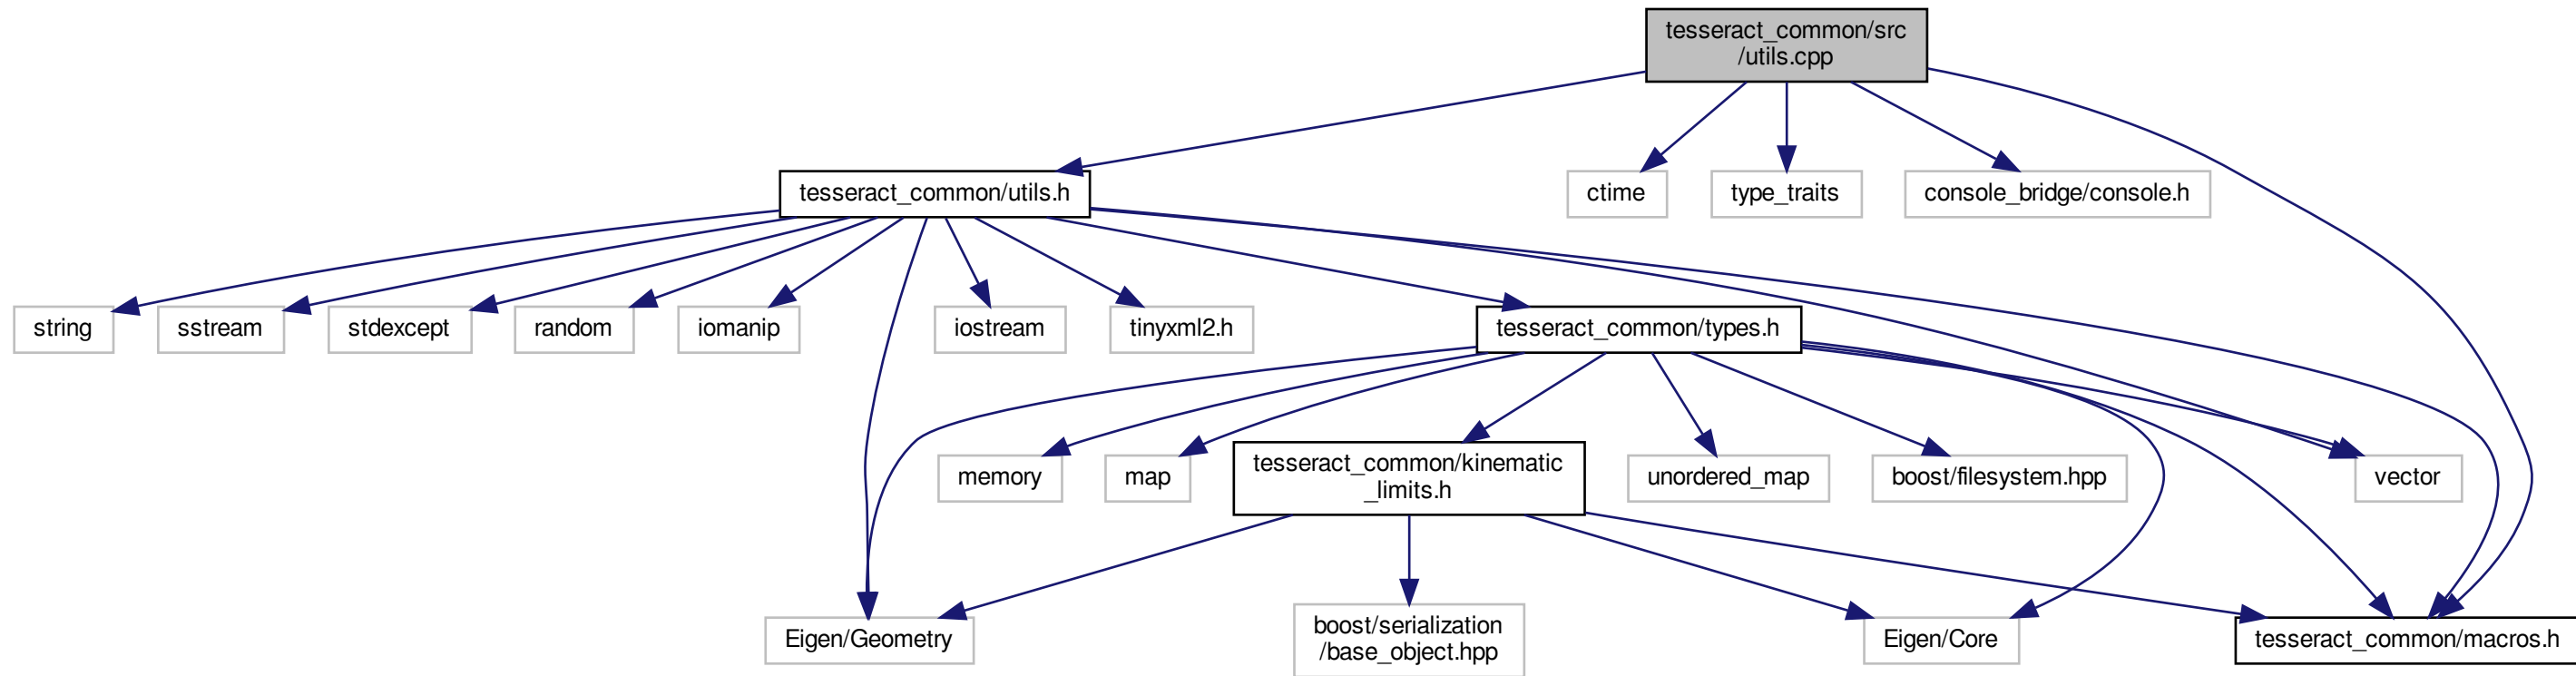 tesseract_common/src
/utils.cpp
tesseract_common/utils.h
ctime
type_traits
console_bridge/console.h
string
sstream
stdexcept
random
iomanip
iostream
tinyxml2.h
tesseract_common/types.h
memory
map
tesseract_common/kinematic
_limits.h
unordered_map
boost/filesystem.hpp
vector
Eigen/Geometry
boost/serialization
/base_object.hpp
Eigen/Core
tesseract_common/macros.h